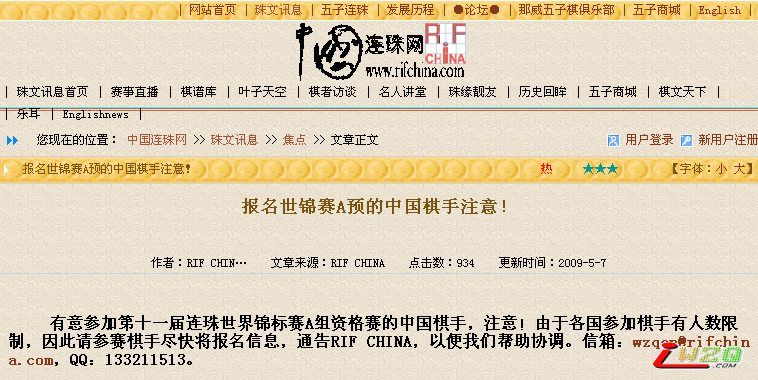 | 网站首页 | 珠文讯息 | 五子连珠 | 发展历程 | ●论坛● | 那威五子棋俱乐部 | 五子商城 | English |
中国连珠网 RIF CHINA
www.rifchina.com
| 珠文讯息首页 | 赛事直播 | 棋谱库 | 叶子天空 | 棋者访谈 | 名人讲堂 | 珠缘靓友 | 历史回眸 | 五子商城 | 棋文天下 |
| 乐耳 | Englishnews |
您现在的位置： 中国连珠网 >> 珠文讯息 >> 焦点 >> 文章正文 用户登录 新用户注册
报名世锦赛A预的中国棋手注意！ 热 ★★★ 【字体：小 大】
报名世锦赛A预的中国棋手注意！
作者：RIF CHIN… 文章来源：RIF CHINA 点击数：934 更新时间：2009-5-7
有意参加第十一届连珠世界锦标赛A组资格赛的中国棋手，注意！由于各国参加棋手有人数限
制，因此请参赛棋手尽快将报名信息，通告RIF CHINA，以便我们帮助协调。信箱：
a.com，QQ：133211513。